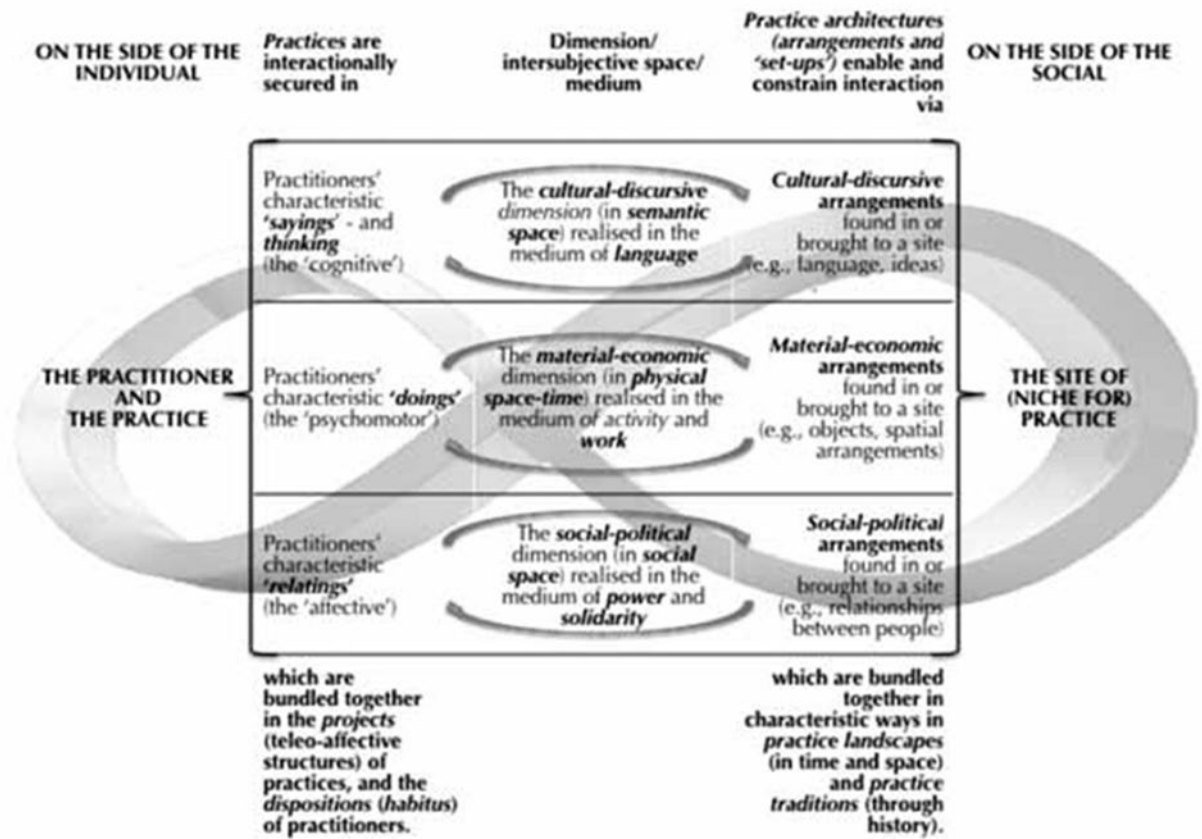 ON THE SIDE OF THE
INDIVIDUAL
Practices are
interactionally
secured in
Dimension/
intersubjective space/
medium
Practice architectures
(arrangements and
'set-ups') enable and
constrain interaction
via
ON THE SIDE OF THE
SOCIAL
THE PRACTITIONER
AND
THE PRACTICE
Practitioners'
characteristic
'sayings' - and
thinking
(the 'cognitive')
The cultural-discursive
dimension (in semantic
space) realised in the
medium of language
Cultural-discursive
arrangements
found in or
brought to a site
(e.g., language, ideas)
Practitioners'
characteristic 'doings'
(the 'psychomotor')
The material-economic
dimension (in physical
space-time) realised in the
medium of activity and
work
Material-economic
arrangements
found in or
brought to a site
(e.g., objects, spatial
arrangements)
Practitioners'
characteristic
'relatings'
(the 'affective')
The social-political
dimension (in social
space) realised in the
medium of power and
solidarity
Social-political
arrangements
found in or
brought to a site
(e.g., relationships
between people)
THE SITE OF
(NICHE FOR)
PRACTICE
which are
bundled together
in the projects
(teleo-affective
structures) of
practices, and the
dispositions (habitus)
of practitioners.
which are bundled
together in
characteristic ways in
practice landscapes
(in time and space)
and practice
traditions (through
history).